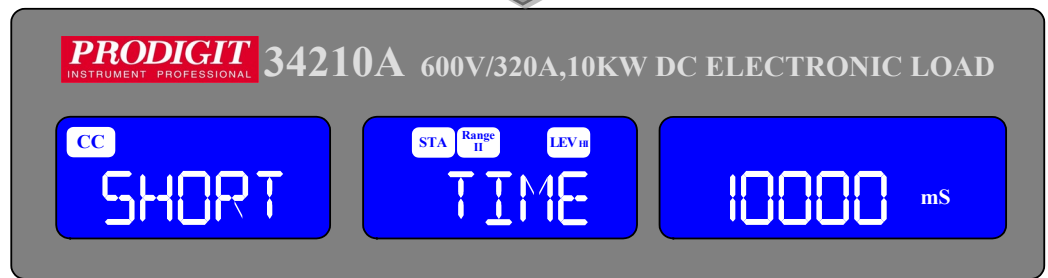 PRODIGIT
INSTRUMENT PROFESSIONAL
34210A 600V/320A,10KW DC ELECTRONIC LOAD
CC
SHORT
STA Range II LEV HI
TIME
10000 mS